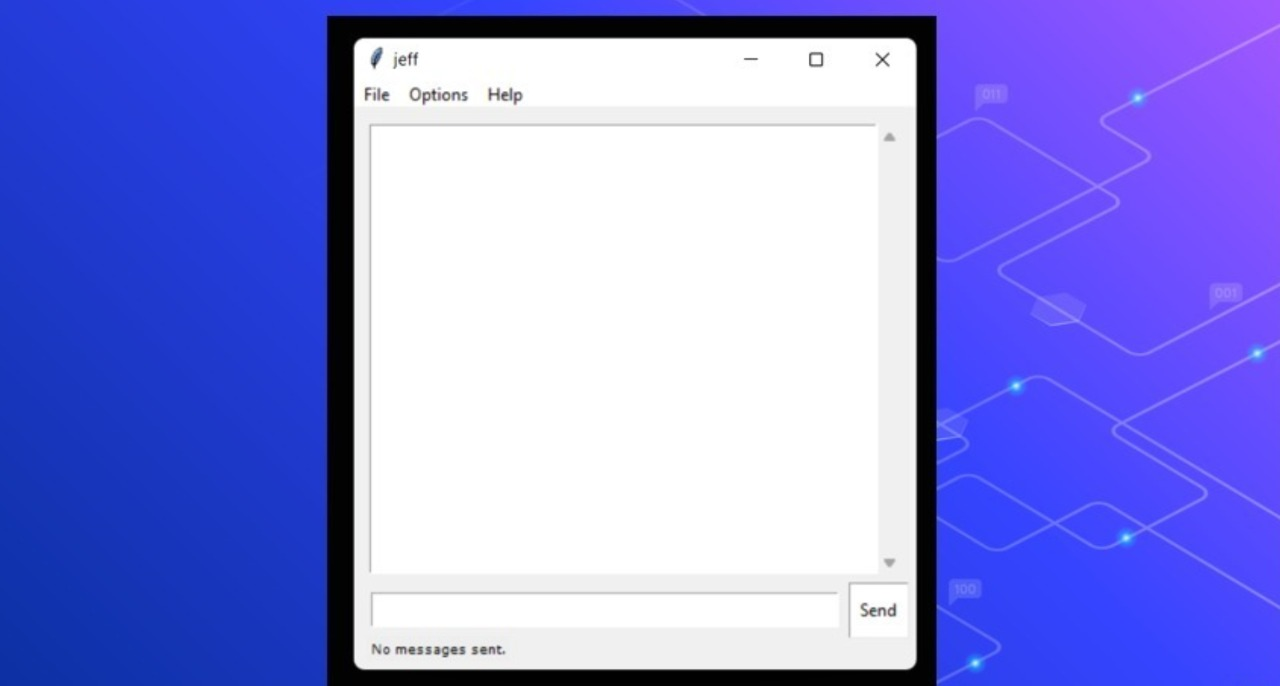 jeff
File Options Help
011
001
Send
No messages sent.
100